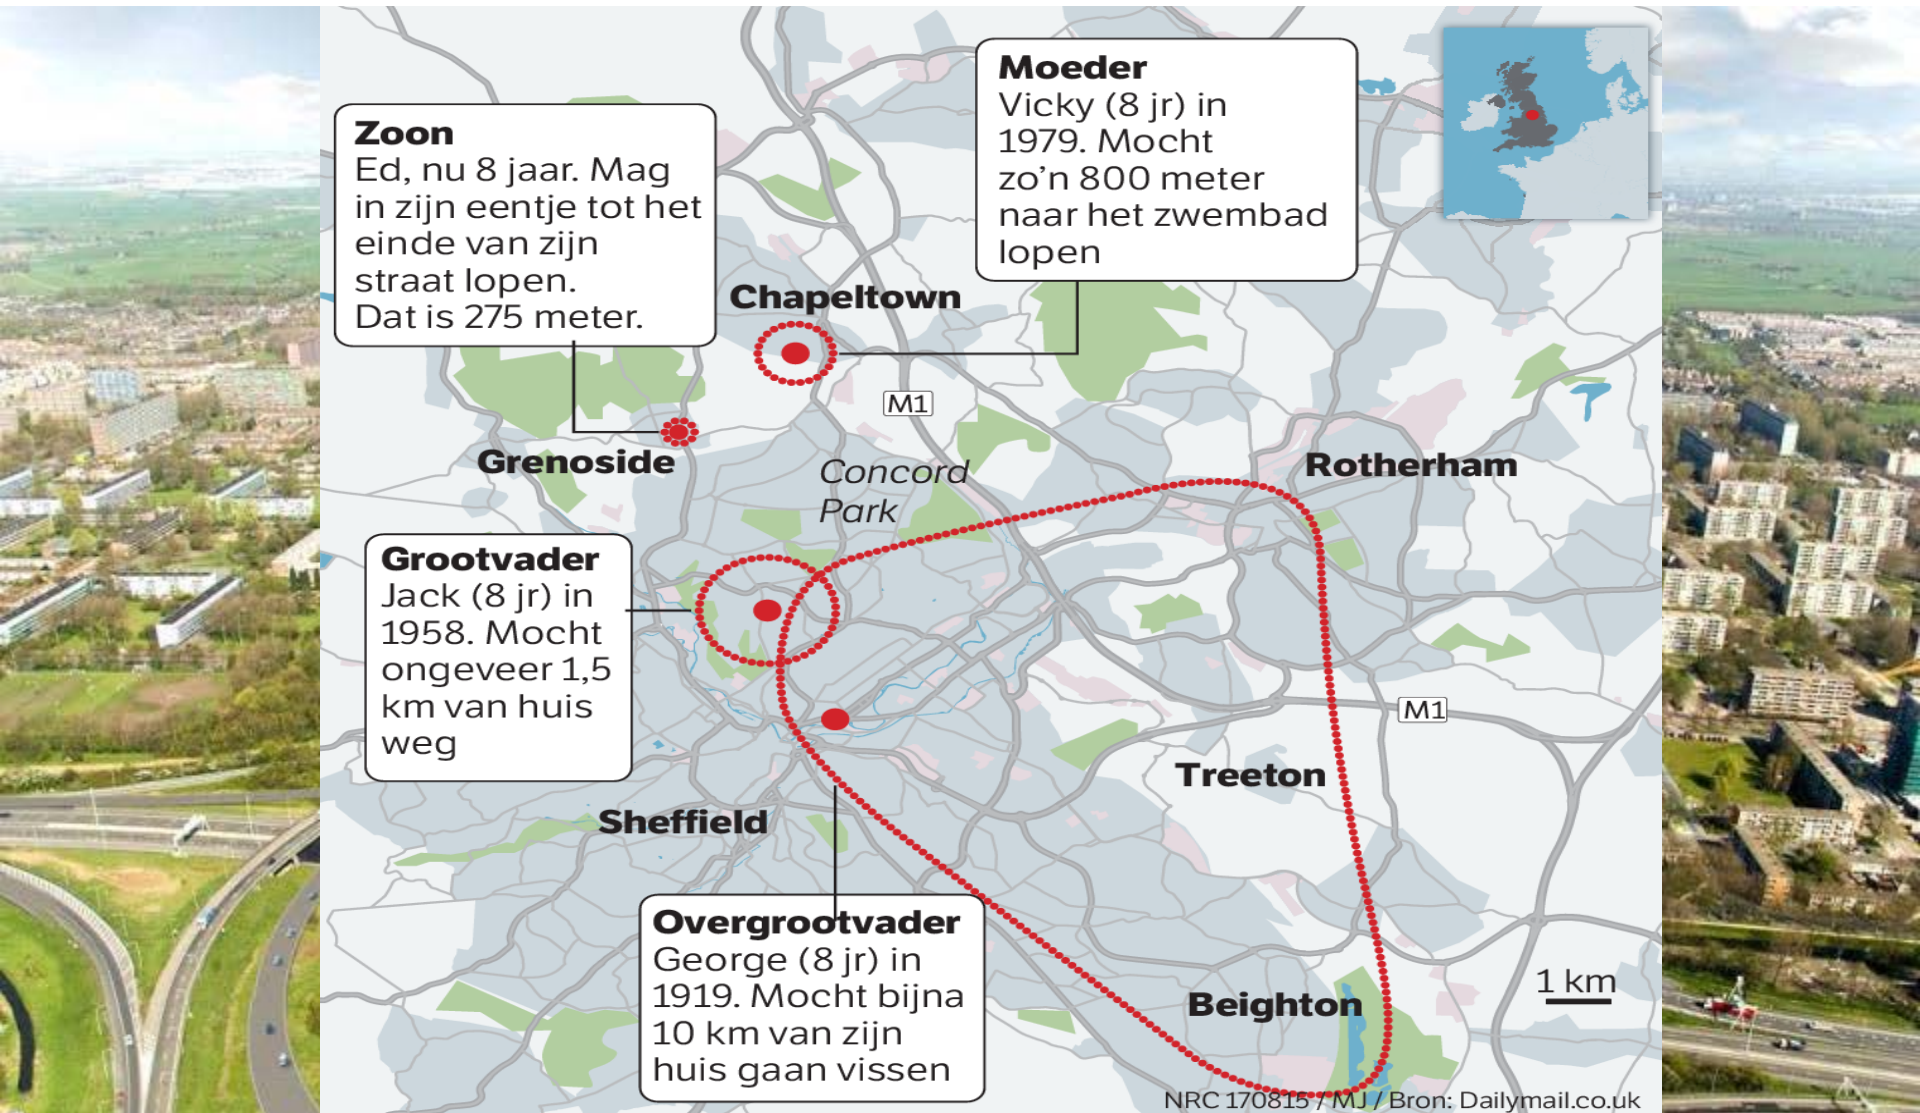 Moeder
Vicky (8 jr) in
1979. Mocht
zo’n 800 meter
naar het zwembad
lopen
Zoon
Ed, nu 8 jaar. Mag
in zijn eentje tot het
einde van zijn
straat lopen.
Dat is 275 meter.
Chapeltown
M1
Grenoside
Concord
Park
Rotherham
Grootvader
Jack (8 jr) in
1958. Mocht
ongeveer 1,5
km van huis
weg
M1
Treeton
Sheffield
Overgrootvader
George (8 jr) in
1919. Mocht bijna
10 km van zijn
huis gaan vissen
1 km
Beighton
NRC 170815 / MJ / Bron: Dailymail.co.uk